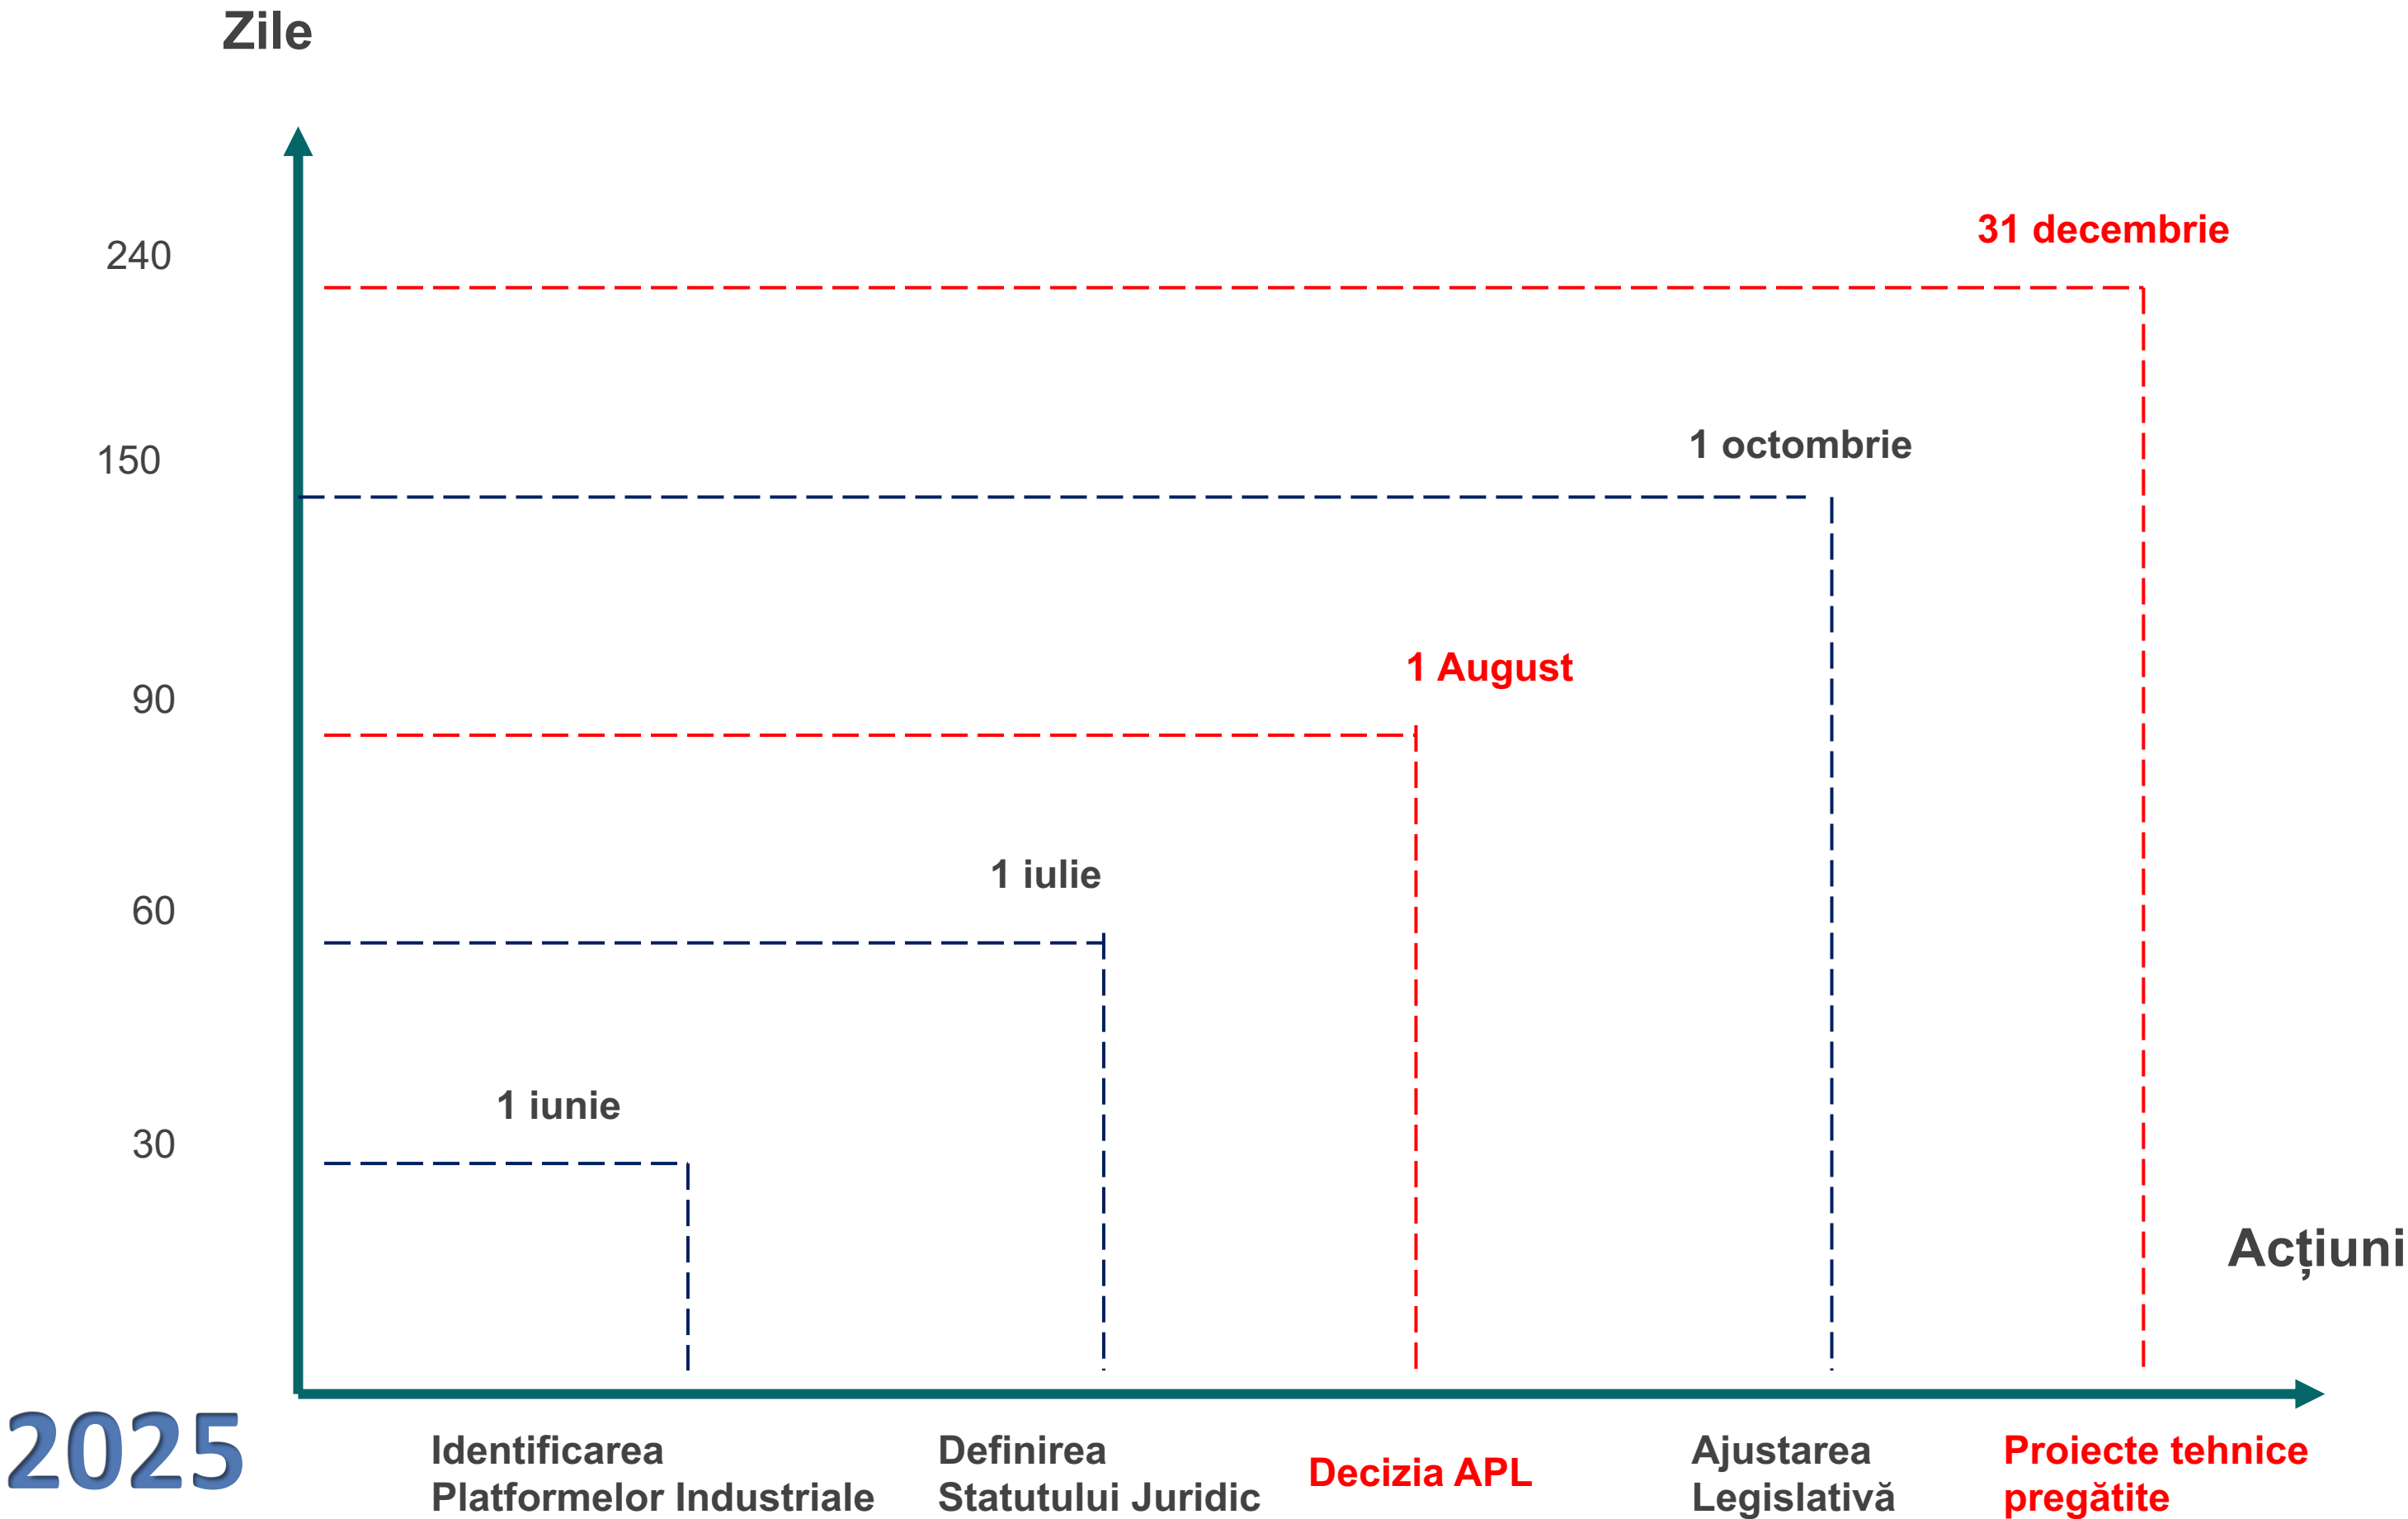 Zile
240
31 decembrie
150
1 octombrie
90
1 August
60
1 iulie
30
1 iunie
Acțiuni
2025
Identificarea
Platformelor Industriale
Definirea
Statutului Juridic
Decizia APL
Ajustarea
Legislativă
Proiecte tehnice
pregătite